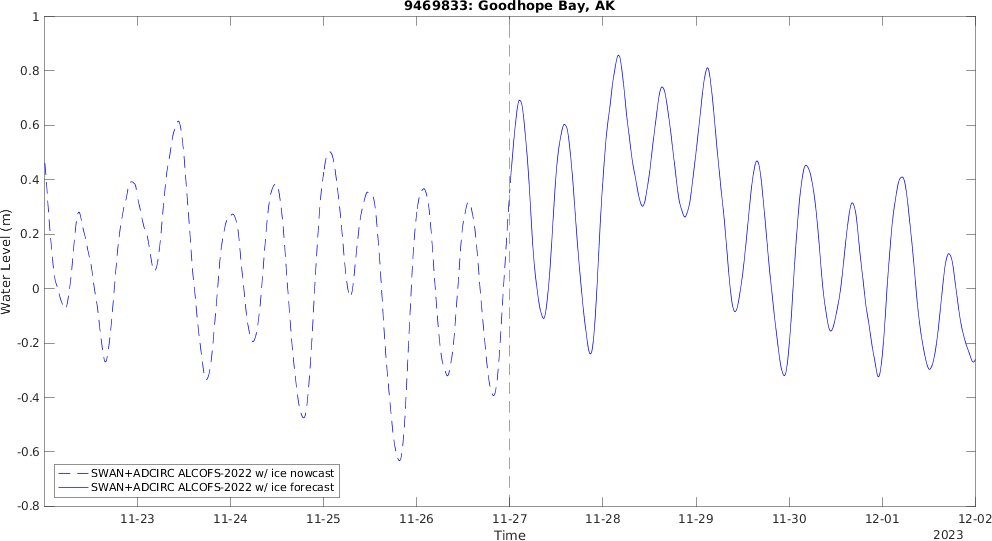 9469833: Goodhope Bay, AK
1
0.8
0.6
0.4
0.2
0
-0.2
-0.4
-0.6
-0.8
Water Level (m)
SWAN+ADCIRC ALCOFS-2022 w/ ice nowcast
SWAN+ADCIRC ALCOFS-2022 w/ ice forecast
11-23 11-24 11-25 11-26 11-27 11-28 11-29 11-30 12-01 12-02
Time
2023